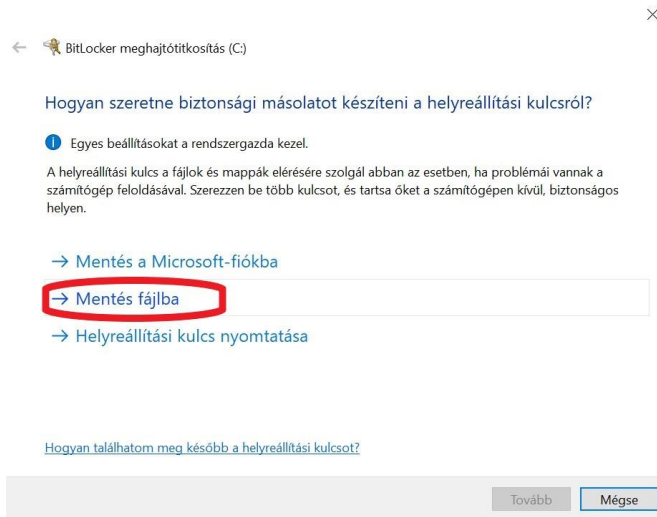 BitLocker meghajtótitkosítás (C:)
Hogyan szeretne biztonsági másolatot készíteni a helyreállítási kulcsról?
Egyes beállításokat a rendszergazda kezel.
A helyreállítási kulcs a fájlok és mappák elérésére szolgál abban az esetben, ha problémái vannak a
számítógép feloldásával. Szerezzen be több kulcsot, és tartsa őket a számítógépen kívül, biztonságos
helyen.
Mentés a Microsoft-fiókba
Mentés fájlba
Helyreállítási kulcs nyomtatása
Hogyan találhatom meg később a helyreállítási kulcsot?
Tovább
Mégse